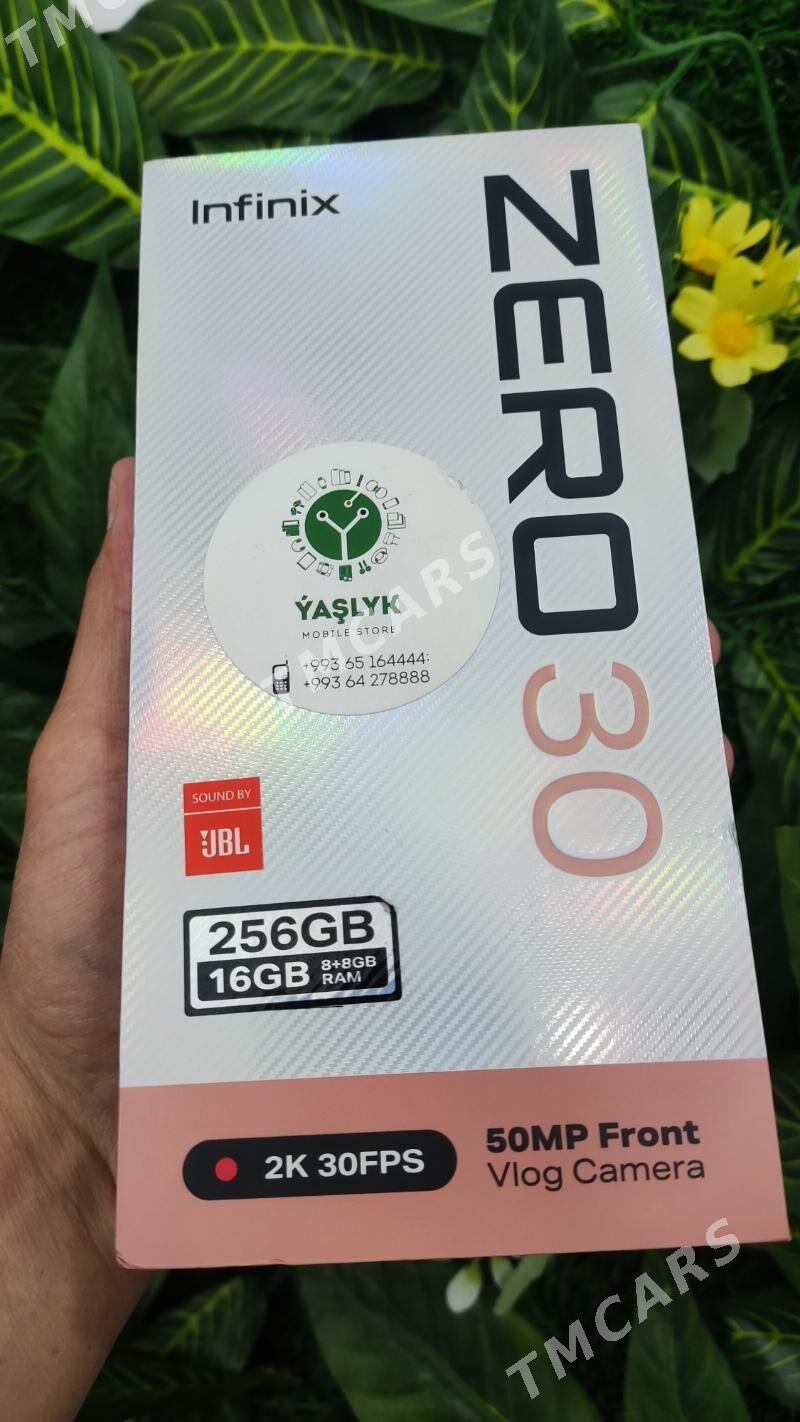 TMCARS
Infinix
ZERO 30
ÝAŞLYK
MOBILE STORE
+993 65 164444;
+993 64 278888
TMCARS
SOUND BY
JBL
256GB
16GB 8+8GB
RAM
2K 30FPS
50MP Front
Vlog Camera
TMCARS